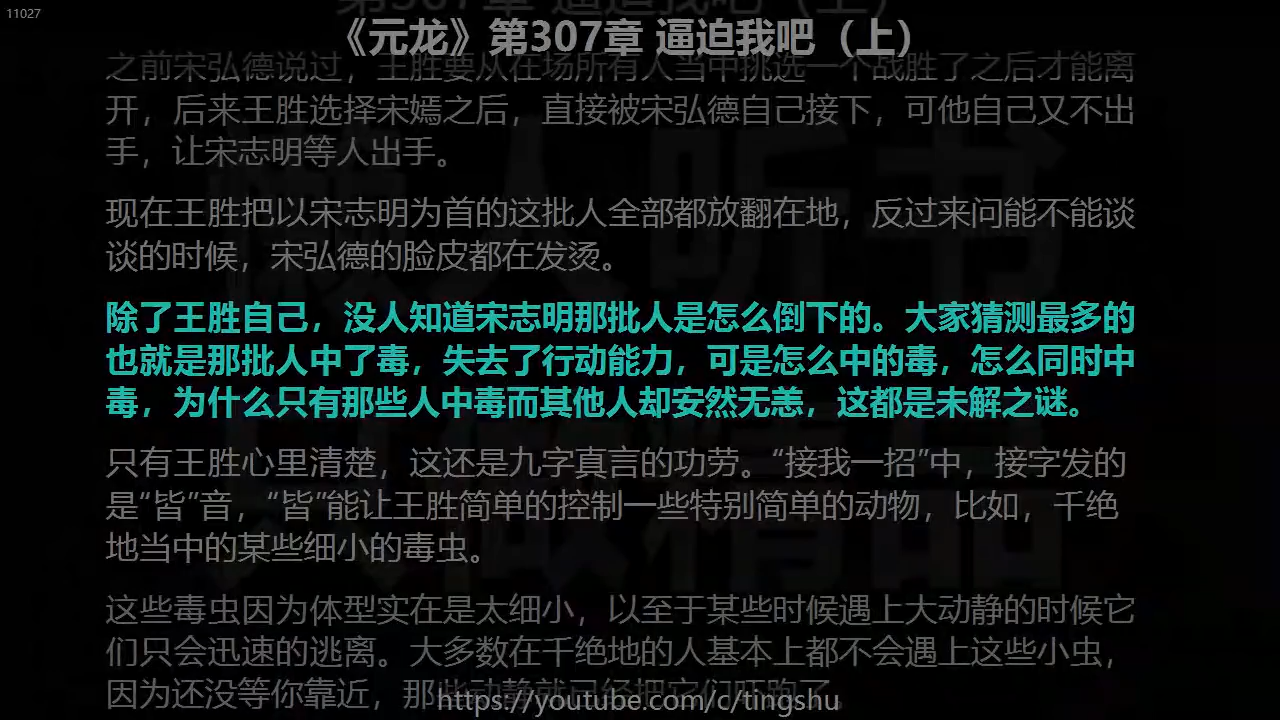 11027
《元龙》第307章 逼迫我吧（上）
之前宋弘德说过，王胜要从在场所有人当中挑选一个战胜了之后才能离
开，后来王胜选择宋嫣之后，直接被宋弘德自己接下，可他自己又不出
手，让宋志明等人出手。
现在王胜把以宋志明为首的这批人全部都放翻在地，反过来问能不能谈
谈的时候，宋弘德的脸皮都在发烫。
除了王胜自己，没人知道宋志明那批人是怎么倒下的。大家猜测最多的
也就是那批人中了毒，失去了行动能力，可是怎么中的毒，怎么同时中
毒，为什么只有那些人中毒而其他人却安然无恙，这都是未解之谜。
只有王胜心里清楚，这还是九字真言的功劳。“接我一招”中，接字发的
是“皆”音，“皆”能让王胜简单的控制一些特别简单的动物，比如，千绝
地当中的某些细小的毒虫。
这些毒虫因为体型实在是太细小，以至于某些时候遇上大动静的时候它
们只会迅速的逃离。大多数在千绝地的人基本上都不会遇上这些小虫，
因为还没等你靠近，那些动静就已经把它们吓跑了。
https://youtube.com/c/tingshu